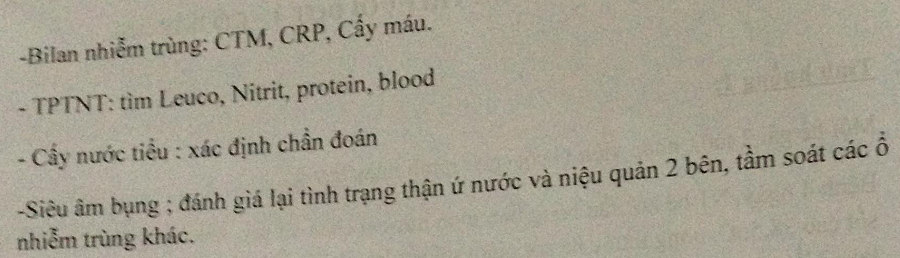 -Bilan nhiễm trùng: CTM, CRP, Cấy máu.
- TPTNT: tìm Leuco, Nitrit, protein, blood
- Cấy nước tiểu : xác định chẩn đoán
-Siêu âm bụng ; đánh giá lại tình trạng thận ứ nước và niệu quản 2 bên, tầm soát các ổ
nhiễm trùng khác.